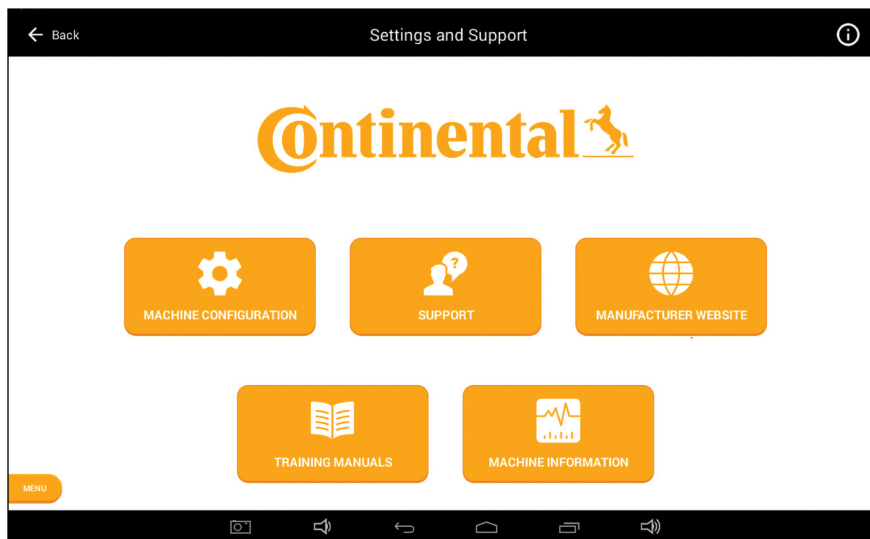 Back
Settings and Support
Continental
MACHINE CONFIGURATION
SUPPORT
MANUFACTURER WEBSITE
TRAINING MANUALS
MACHINE INFORMATION
MENU